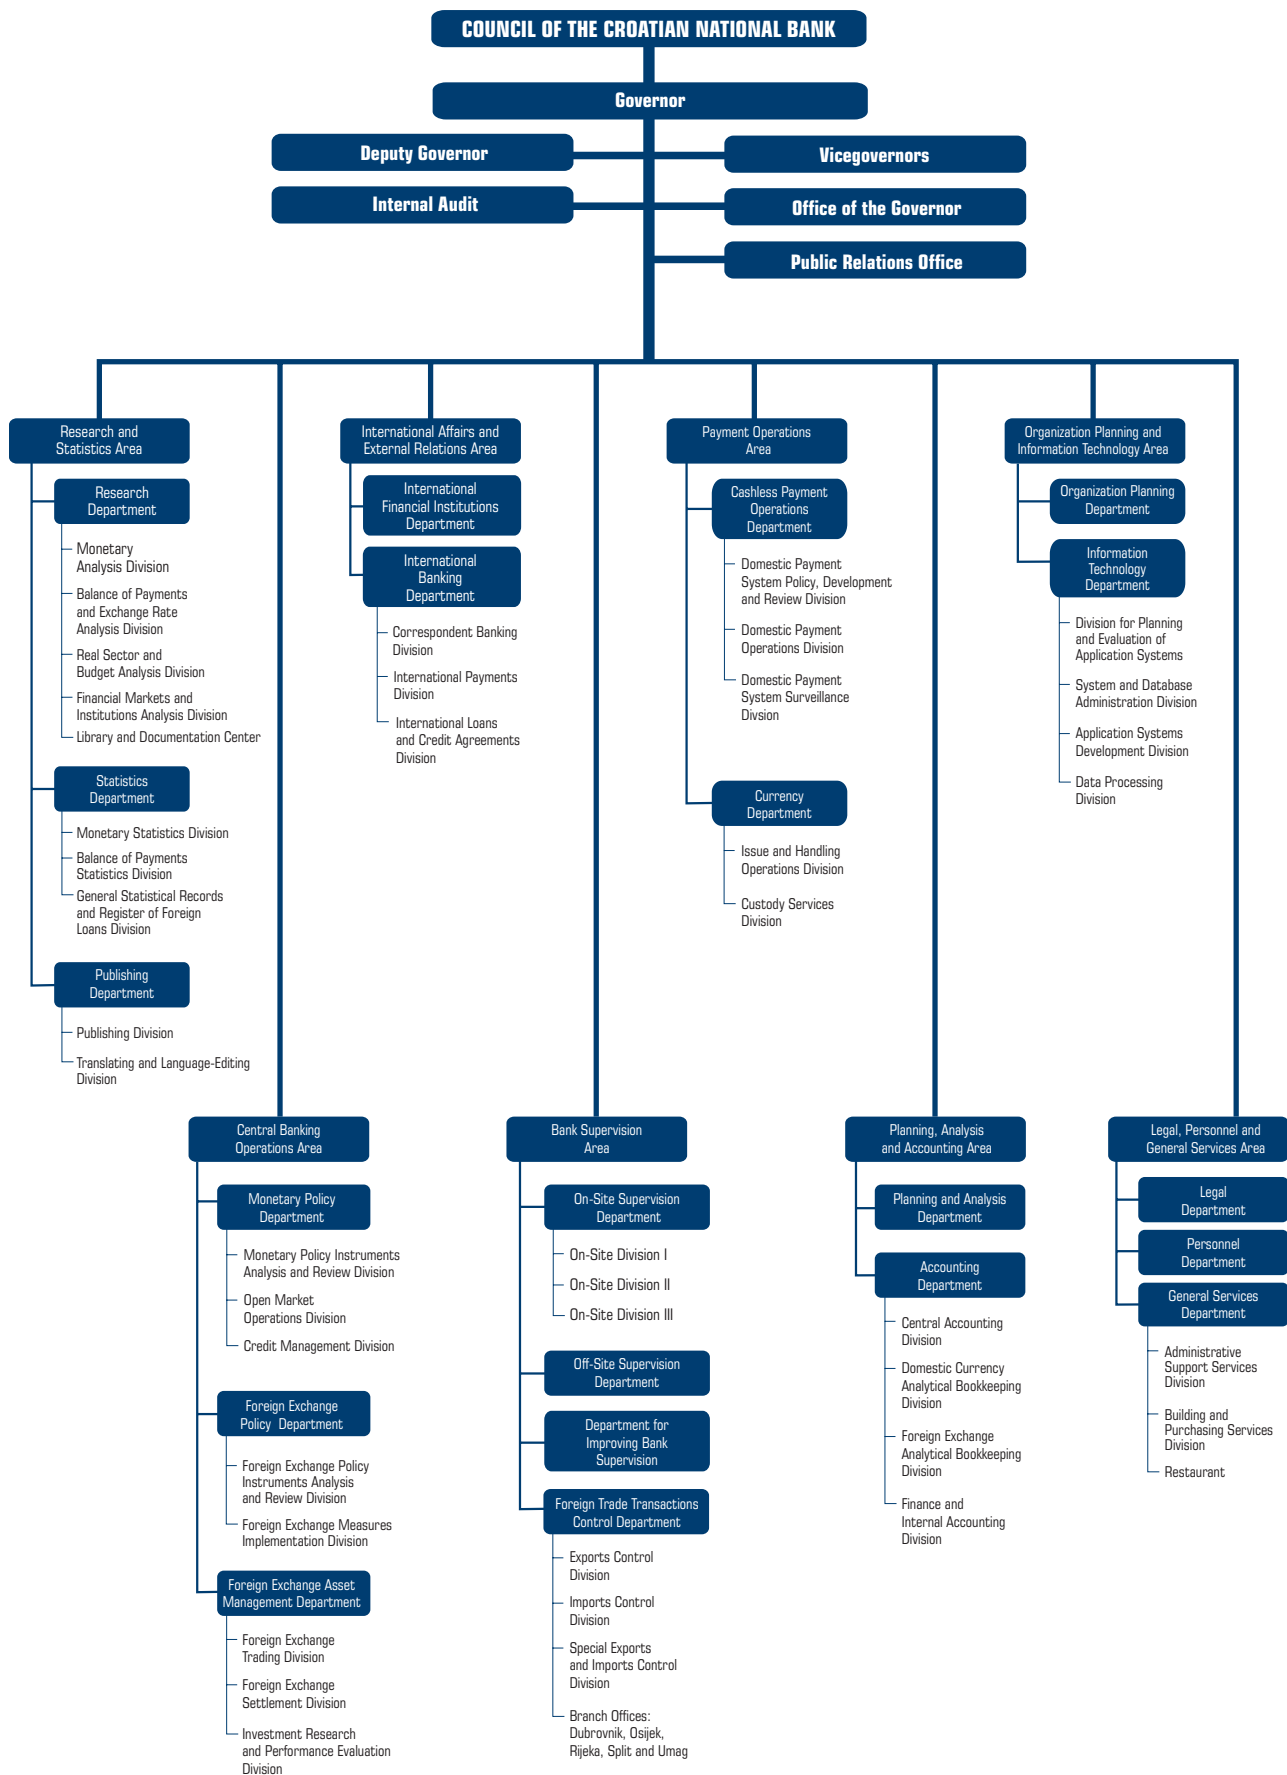 COUNCIL OF THE CROATIAN NATIONAL BANK
Governor
Deputy Governor
Vicegovernors
Internal Audit
Office of the Governor
Public Relations Office
Research and
Statistics Area
Research
Department
Monetary
Analysis Division
Balance of Payments
and Exchange Rate
Analysis Division
Real Sector and
Budget Analysis Division
Financial Markets and
Institutions Analysis Division
Library and Documentation Center
Statistics
Department
Monetary Statistics Division
Balance of Payments
Statistics Division
General Statistical Records
and Register of Foreign
Loans Division
Publishing
Department
Publishing Division
Translating and Language-Editing
Division
International Affairs and
External Relations Area
International
Financial Institutions
Department
International
Banking
Department
Correspondent Banking
Division
International Payments
Division
International Loans
and Credit Agreements
Division
Payment Operations
Area
Cashless Payment
Operations
Department
Domestic Payment
System Policy, Development
and Review Division
Domestic Payment
Operations Division
Domestic Payment
System Surveillance
Divsion
Currency
Department
Issue and Handling
Operations Division
Custody Services
Division
Organization Planning and
Information Technology Area
Organization Planning
Department
Information
Technology
Department
Division for Planning
and Evaluation of
Application Systems
System and Database
Administration Division
Application Systems
Development Division
Data Processing
Division
Central Banking
Operations Area
Monetary Policy
Department
Monetary Policy Instruments
Analysis and Review Division
Open Market
Operations Division
Credit Management Division
Foreign Exchange
Policy Department
Foreign Exchange Policy
Instruments Analysis
and Review Division
Foreign Exchange Measures
Implementation Division
Foreign Exchange Asset
Management Department
Foreign Exchange
Trading Division
Foreign Exchange
Settlement Division
Investment Research
and Performance Evaluation
Division
Bank Supervision
Area
On-Site Supervision
Department
On-Site Division I
On-Site Division II
On-Site Division III
Off-Site Supervision
Department
Department for
Improving Bank
Supervision
Foreign Trade Transactions
Control Department
Exports Control
Division
Imports Control
Division
Special Exports
and Imports Control
Division
Branch Offices:
Dubrovnik, Osijek,
Rijeka, Split and Umag
Planning, Analysis
and Accounting Area
Planning and Analysis
Department
Accounting
Department
Central Accounting
Division
Domestic Currency
Analytical Bookkeeping
Division
Foreign Exchange
Analytical Bookkeeping
Division
Finance and
Internal Accounting
Division
Legal, Personnel and
General Services Area
Legal
Department
Personnel
Department
General Services
Department
Administrative
Support Services
Division
Building and
Purchasing Services
Division
Restaurant